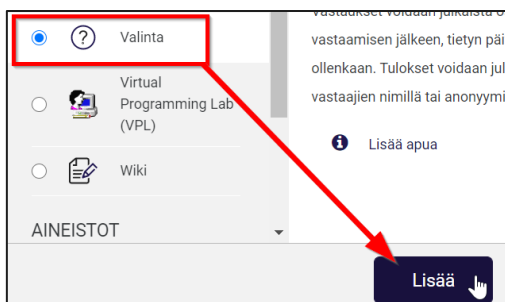 Valinta
Virtual
Programming Lab
(VPL)
Wiki
AINEISTOT
vastaamisen jälkeen, tietyn päi
ollenkaan. Tulokset voidaan jul
vastaajien nimillä tai anonyymi
Lisää apua
Lisää